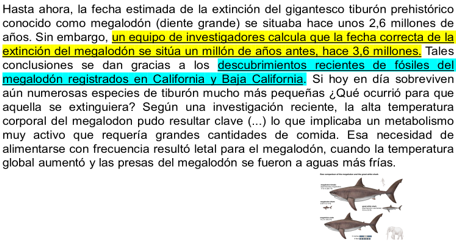 Hasta ahora, la fecha estimada de la extinción del gigantesco tiburón prehistórico
conocido como megalodón (diente grande) se situaba hace unos 2,6 millones de
años. Sin embargo, un equipo de investigadores calcula que la fecha correcta de la
extinción del megalodón se sitúa un millón de años antes, hace 3,6 millones. Tales
conclusiones se dan gracias a los descubrimientos recientes de fósiles del
megalodón registrados en California y Baja California. Si hoy en día sobreviven
aún numerosas especies de tiburón mucho más pequeñas ¿Qué ocurrió para que
aquella se extinguiera? Según una investigación reciente, la alta temperatura
corporal del megalodon pudo resultar clave (...) lo que implicaba un metabolismo
muy activo que requería grandes cantidades de comida. Esa necesidad de
alimentarse con frecuencia resultó letal para el megalodón, cuando la temperatura
global aumentó y las presas del megalodón se fueron a aguas más frías.